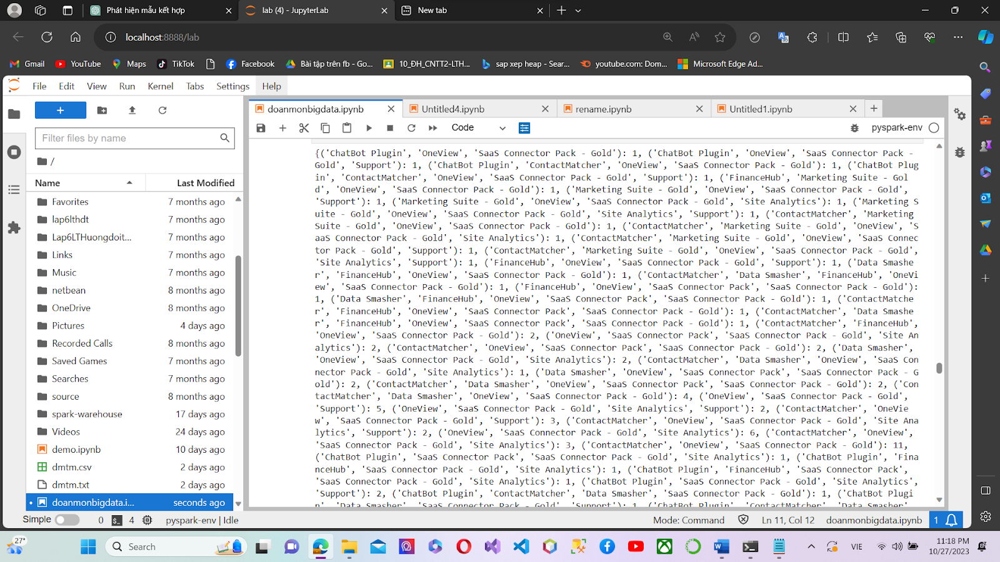 Phát hiện mẫu kết hợp
lab (4) - JupyterLab
New tab
localhost:8888/lab
Gmail
YouTube
Maps
TikTok
Facebook
Bài tập trên fb - Go...
10_ĐH_CNTT2-LTH...
sap xep heap - Sear...
youtube.com: Dom...
Microsoft Edge Ad...
File
Edit
View
Run
Kernel
Tabs
Settings
Help
Filter files by name
/
Name
Last Modified
Favorites 7 months ago
lap6lthdt 7 months ago
Lap6LTHuongdoit... 7 months ago
Links 7 months ago
Music 7 months ago
netbean 8 months ago
OneDrive 8 months ago
Pictures 4 days ago
Recorded Calls 8 months ago
Saved Games 7 months ago
Searches 7 months ago
source 8 months ago
spark-warehouse 17 days ago
Videos 24 days ago
demo.ipynb 10 days ago
dmtm.csv 2 days ago
dmtm.txt 2 days ago
doanmonbigdata.i... seconds ago
doanmonbigdata.ipynb
Untitled4.ipynb
rename.ipynb
Untitled1.ipynb
Code
pyspark-env
{('ChatBot Plugin', 'OneView', 'SaaS Connector Pack - Gold'): 1, ('ChatBot Plugin', 'OneView', 'SaaS Connector Pack -
Gold', 'Support'): 1, ('ChatBot Plugin', 'ContactMatcher', 'OneView', 'SaaS Connector Pack - Gold'): 1, ('ChatBot Plug
in', 'ContactMatcher', 'OneView', 'SaaS Connector Pack - Gold', 'Support'): 1, ('FinanceHub', 'Marketing Suite - Gol
d', 'OneView', 'SaaS Connector Pack - Gold'): 1, ('Marketing Suite - Gold', 'OneView', 'SaaS Connector Pack - Gold',
'Support'): 1, ('Marketing Suite - Gold', 'OneView', 'SaaS Connector Pack - Gold', 'Site Analytics'): 1, ('Marketing S
uite - Gold', 'OneView', 'SaaS Connector Pack - Gold', 'Site Analytics', 'Support'): 1, ('ContactMatcher', 'Marketing
Suite - Gold', 'OneView', 'SaaS Connector Pack - Gold'): 1, ('ContactMatcher', 'Marketing Suite - Gold', 'OneView', 'S
aaS Connector Pack - Gold', 'Site Analytics'): 1, ('ContactMatcher', 'Marketing Suite - Gold', 'OneView', 'SaaS Connec
tor Pack - Gold', 'Support'): 1, ('ContactMatcher', 'Marketing Suite - Gold', 'OneView', 'SaaS Connector Pack - Gold',
'Site Analytics', 'Support'): 1, ('FinanceHub', 'OneView', 'SaaS Connector Pack - Gold', 'Support'): 1, ('Data Smashe
r', 'FinanceHub', 'OneView', 'SaaS Connector Pack - Gold'): 1, ('ContactMatcher', 'Data Smasher', 'FinanceHub', 'OneVi
ew', 'SaaS Connector Pack - Gold'): 1, ('FinanceHub', 'OneView', 'SaaS Connector Pack', 'SaaS Connector Pack - Gold'):
1, ('Data Smasher', 'FinanceHub', 'OneView', 'SaaS Connector Pack', 'SaaS Connector Pack - Gold'): 1, ('ContactMatche
r', 'FinanceHub', 'OneView', 'SaaS Connector Pack', 'SaaS Connector Pack - Gold'): 1, ('ContactMatcher', 'Data Smashe
r', 'FinanceHub', 'OneView', 'SaaS Connector Pack', 'SaaS Connector Pack - Gold'): 1, ('ContactMatcher', 'FinanceHub',
'OneView', 'SaaS Connector Pack - Gold'): 2, ('OneView', 'SaaS Connector Pack', 'SaaS Connector Pack - Gold', 'Site An
alytics'): 2, ('ContactMatcher', 'OneView', 'SaaS Connector Pack', 'SaaS Connector Pack - Gold'): 2, ('Data Smasher',
'OneView', 'SaaS Connector Pack - Gold', 'Site Analytics'): 2, ('ContactMatcher', 'Data Smasher', 'OneView', 'SaaS Con
nector Pack - Gold', 'Site Analytics'): 1, ('Data Smasher', 'OneView', 'SaaS Connector Pack', 'SaaS Connector Pack - G
old'): 2, ('ContactMatcher', 'Data Smasher', 'OneView', 'SaaS Connector Pack', 'SaaS Connector Pack - Gold'): 2, ('Con
tactMatcher', 'Data Smasher', 'OneView', 'SaaS Connector Pack - Gold'): 4, ('OneView', 'SaaS Connector Pack - Gold',
'Support'): 5, ('OneView', 'SaaS Connector Pack - Gold', 'Site Analytics', 'Support'): 2, ('ContactMatcher', 'OneVie
w', 'SaaS Connector Pack - Gold', 'Support'): 3, ('ContactMatcher', 'OneView', 'SaaS Connector Pack - Gold', 'Site Ana
lytics', 'Support'): 2, ('OneView', 'SaaS Connector Pack - Gold', 'Site Analytics'): 6, ('ContactMatcher', 'OneView',
'SaaS Connector Pack - Gold', 'Site Analytics'): 3, ('ContactMatcher', 'OneView', 'SaaS Connector Pack - Gold'): 11,
('ChatBot Plugin', 'SaaS Connector Pack', 'SaaS Connector Pack - Gold', 'Site Analytics'): 1, ('ChatBot Plugin', 'Fina
nceHub', 'SaaS Connector Pack - Gold', 'Site Analytics'): 1, ('ChatBot Plugin', 'FinanceHub', 'SaaS Connector Pack',
'SaaS Connector Pack - Gold', 'Site Analytics'): 1, ('ChatBot Plugin', 'SaaS Connector Pack - Gold', 'Site Analytics',
'Support'): 2, ('ChatBot Plugin', 'ContactMatcher', 'Data Smasher', 'SaaS Connector Pack - Gold'): 1, ('ChatBot Plugi
n', 'Data Smasher', 'SaaS Connector Pack - Gold', 'Support'): 1, ('ChatBot Plugin', 'ContactMatcher', 'Data Smasher',
Simple
0
4
pyspark-env | Idle
Mode: Command
Ln 11, Col 12
doanmonbigdata.ipynb
1
27°
Search
VIE
11:18 PM
10/27/2023